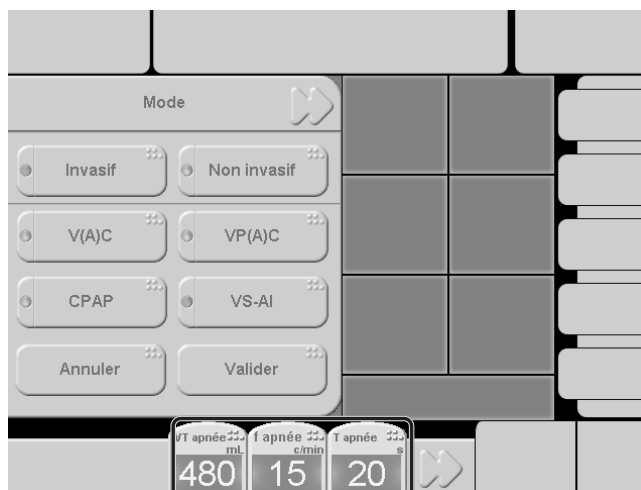 Mode
Invasif Non invasif
V(A)C VP(A)C
CPAP VS-AI
Annuler Valider
VT apnée f apnée T apnée
mL c/min s
480 15 20